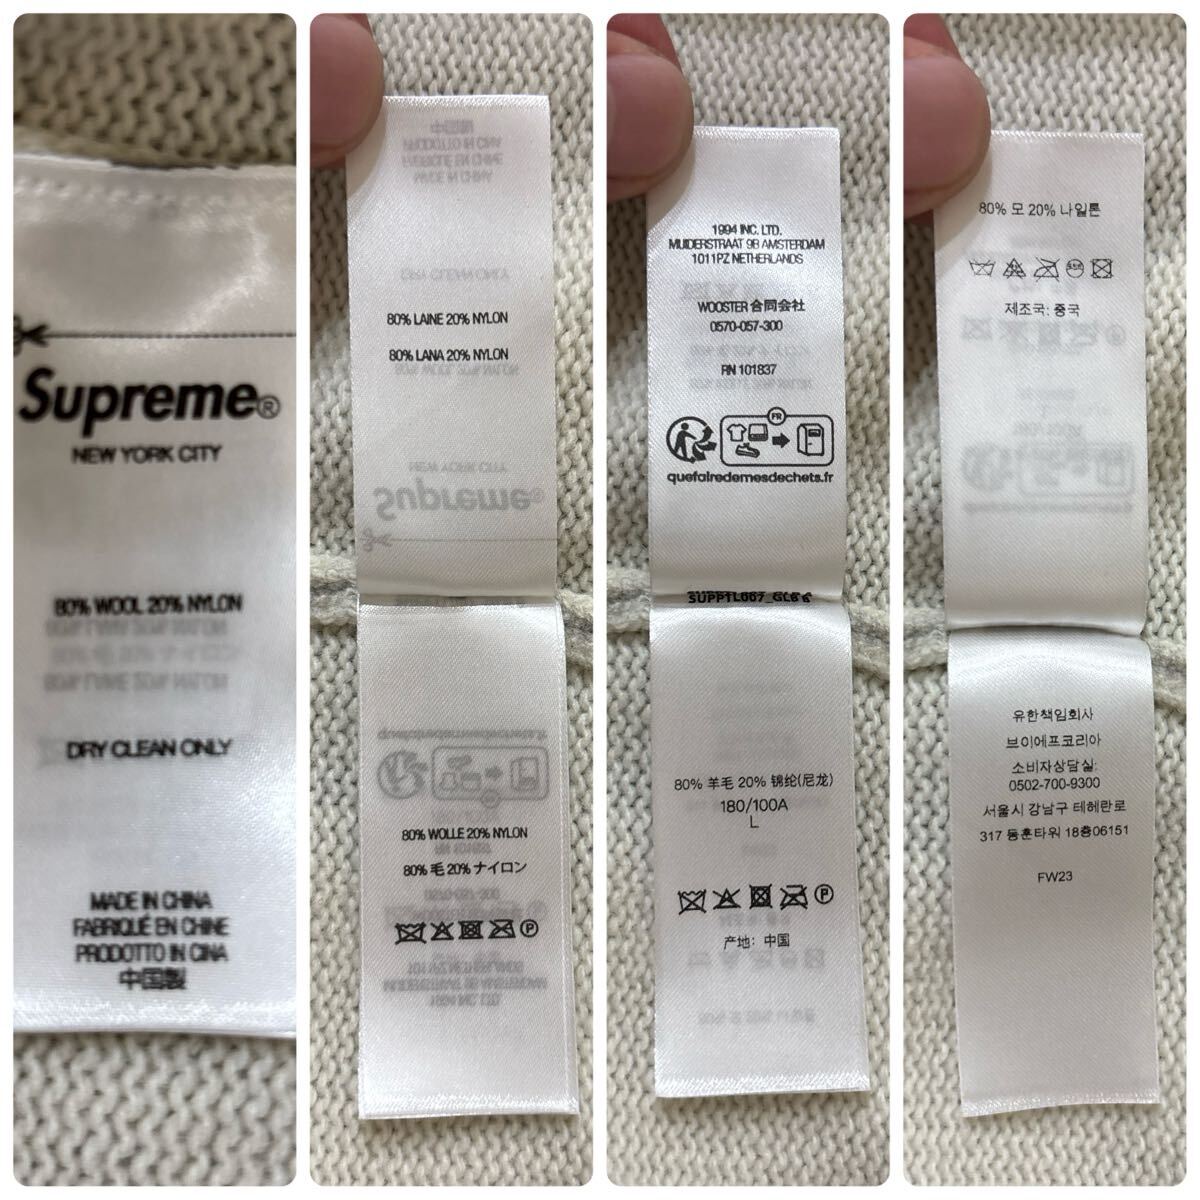 Supreme®
NEW YORK CITY
80% WOOL 20% NYLON
DRY CLEAN ONLY
MADE IN CHINA
FABRIQUÉ EN CHINE
PRODOTTO IN CINA
中国製
80% LAINE 20% NYLON
80% LANA 20% NYLON
80% WOLLE 20% NYLON
80% 毛 20% ナイロン
P
1994 INC. LTD.
MUIDERSTRAAT 9B AMSTERDAM
1011PZ NETHERLANDS
WOOSTER 合同会社
0570-057-300
RN 101837
FR
quefairedemesdechets.fr
80% 羊毛 20% 锦纶(尼龙)
180/100A
L
P
产地: 中国
80% 모 20% 나일론
제조국: 중국
유한책임회사
브이에프코리아
소비자상담실:
0502-700-9300
서울시 강남구 테헤란로
317 동훈타워 18층06151
FW23